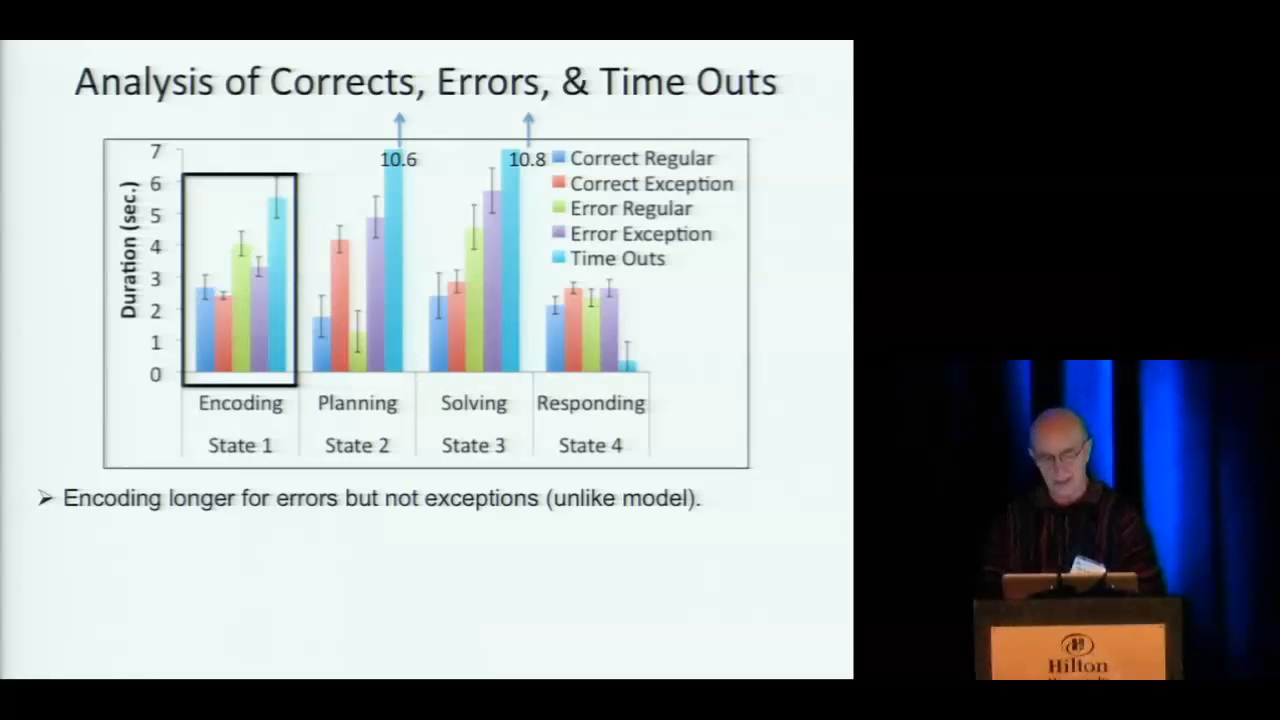 Analysis of Corrects, Errors, & Time Outs
Duration (sec.)
7
6
5
4
3
2
1
0
10.6
10.8
Correct Regular
Correct Exception
Error Regular
Error Exception
Time Outs
Encoding Planning Solving Responding
State 1 State 2 State 3 State 4
➢ Encoding longer for errors but not exceptions (unlike model).
Hilton